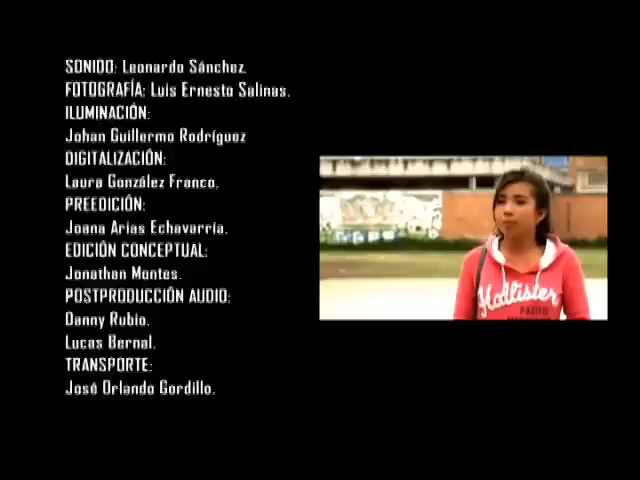 SONIDO: Leonardo Sánchez.
FOTOGRAFÍA: Luis Ernesto Salinas.
ILUMINACIÓN:
Johan Guillermo Rodríguez
DIGITALIZACIÓN:
Laura González Franco.
PREEDICIÓN:
Joana Arias Echavarría.
EDICIÓN CONCEPTUAL:
Jonathan Montes.
POSTPRODUCCIÓN AUDIO:
Danny Rubio.
Lucas Bernal.
TRANSPORTE:
José Orlando Gordillo.
Hollister
PACIFIC